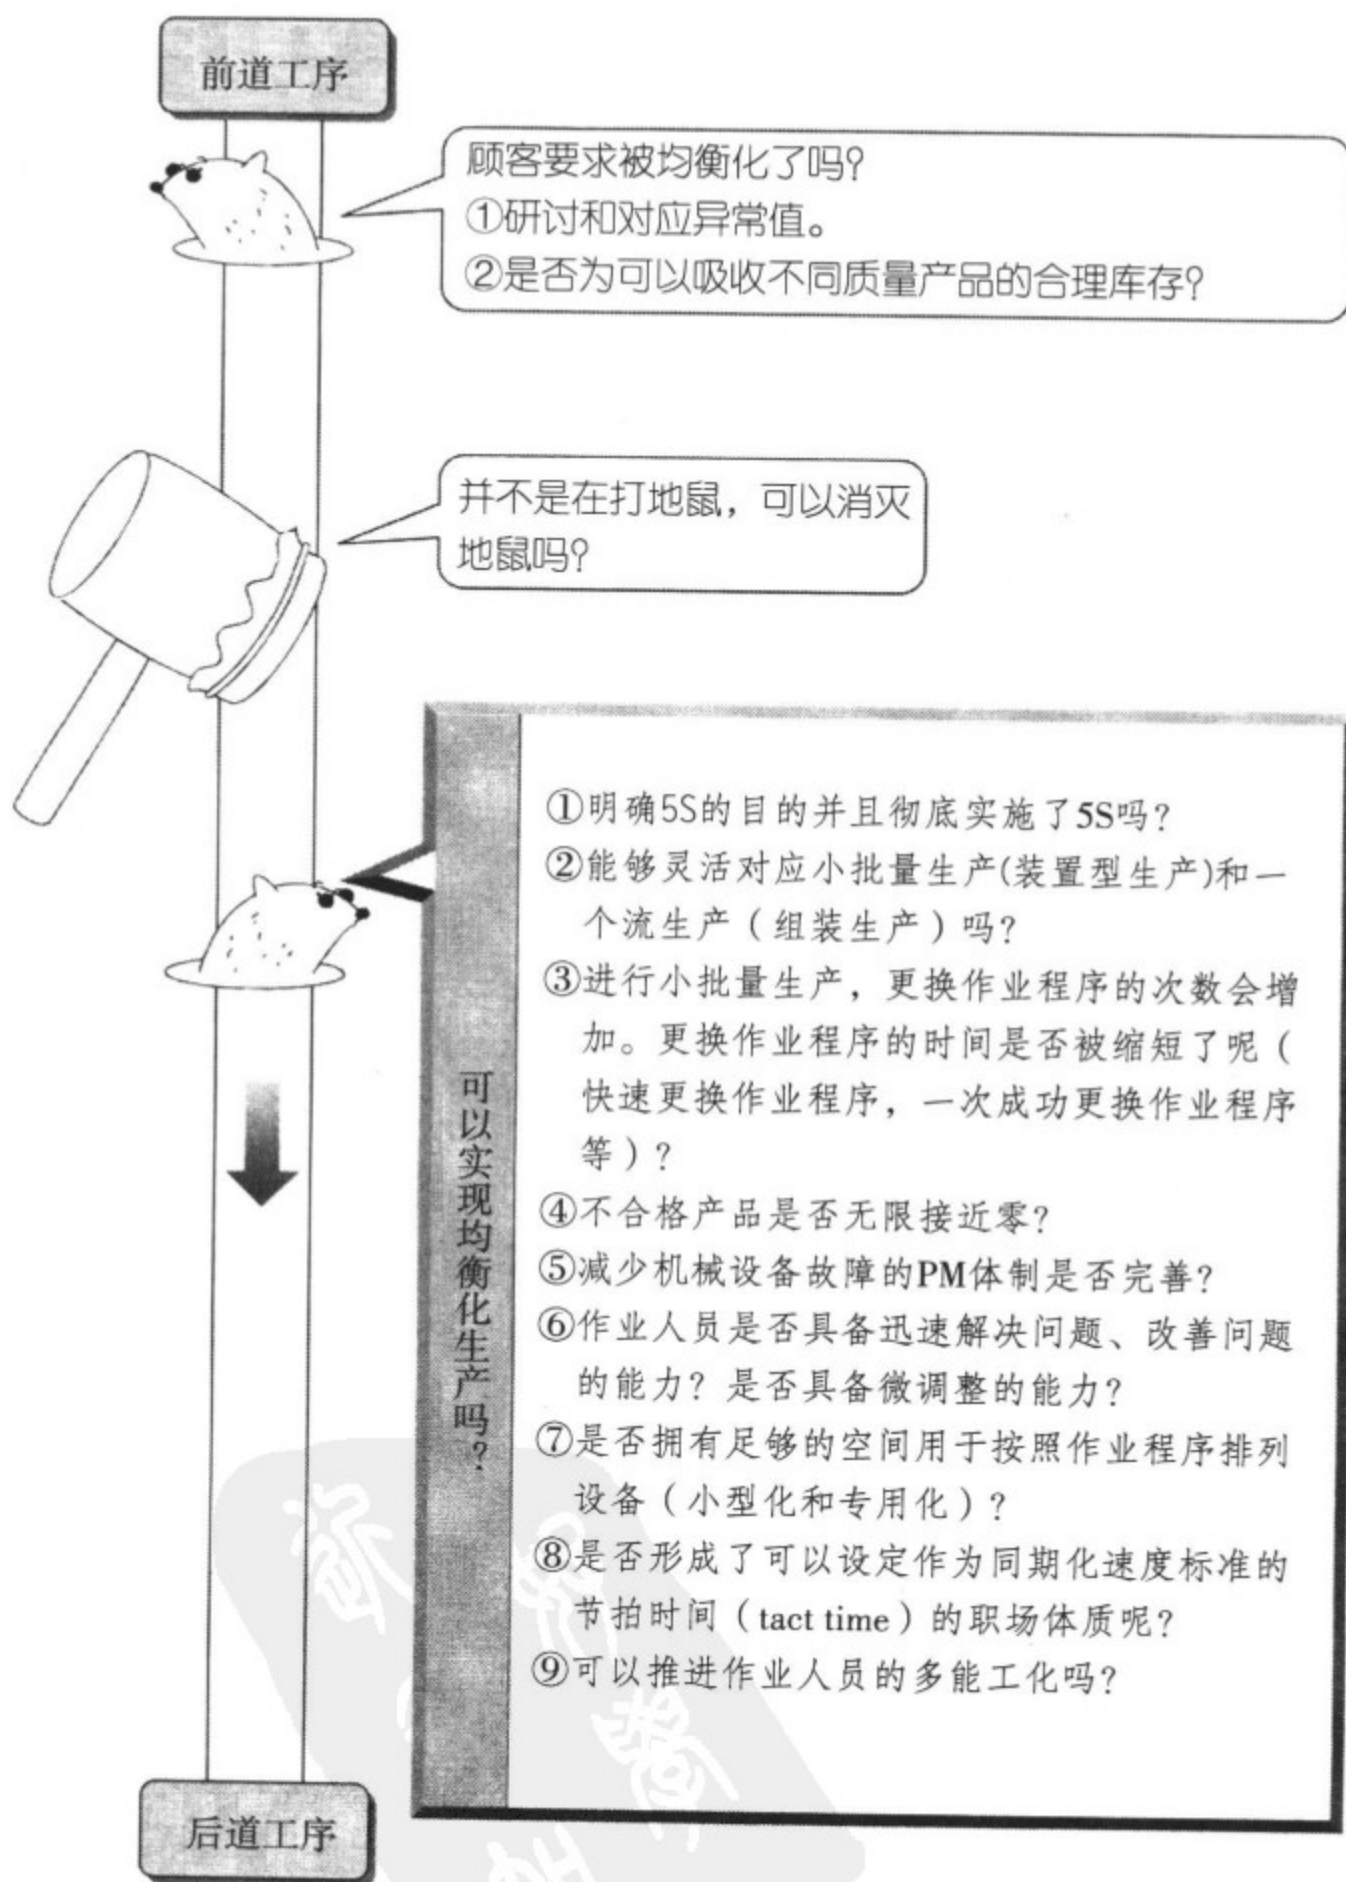 前道工序
顾客要求被均衡化了吗?
①研讨和对应异常值。
②是否为可以吸收不同质量产品的合理库存?
并不是在打地鼠，可以消灭
地鼠吗?
可以实现均衡化生产吗?
①明确5S的目的并且彻底实施了5S吗?
②能够灵活对应小批量生产(装置型生产)和一
个流生产（组装生产）吗?
③进行小批量生产，更换作业程序的次数会增
加。更换作业程序的时间是否被缩短了呢（
快速更换作业程序，一次成功更换作业程序
等）?
④不合格产品是否无限接近零?
⑤减少机械设备故障的PM体制是否完善?
⑥作业人员是否具备迅速解决问题、改善问题
的能力? 是否具备微调整的能力?
⑦是否拥有足够的空间用于按照作业程序排列
设备（小型化和专用化）?
⑧是否形成了可以设定作为同期化速度标准的
节拍时间（tact time）的职场体质呢?
⑨可以推进作业人员的多能工化吗?
后道工序